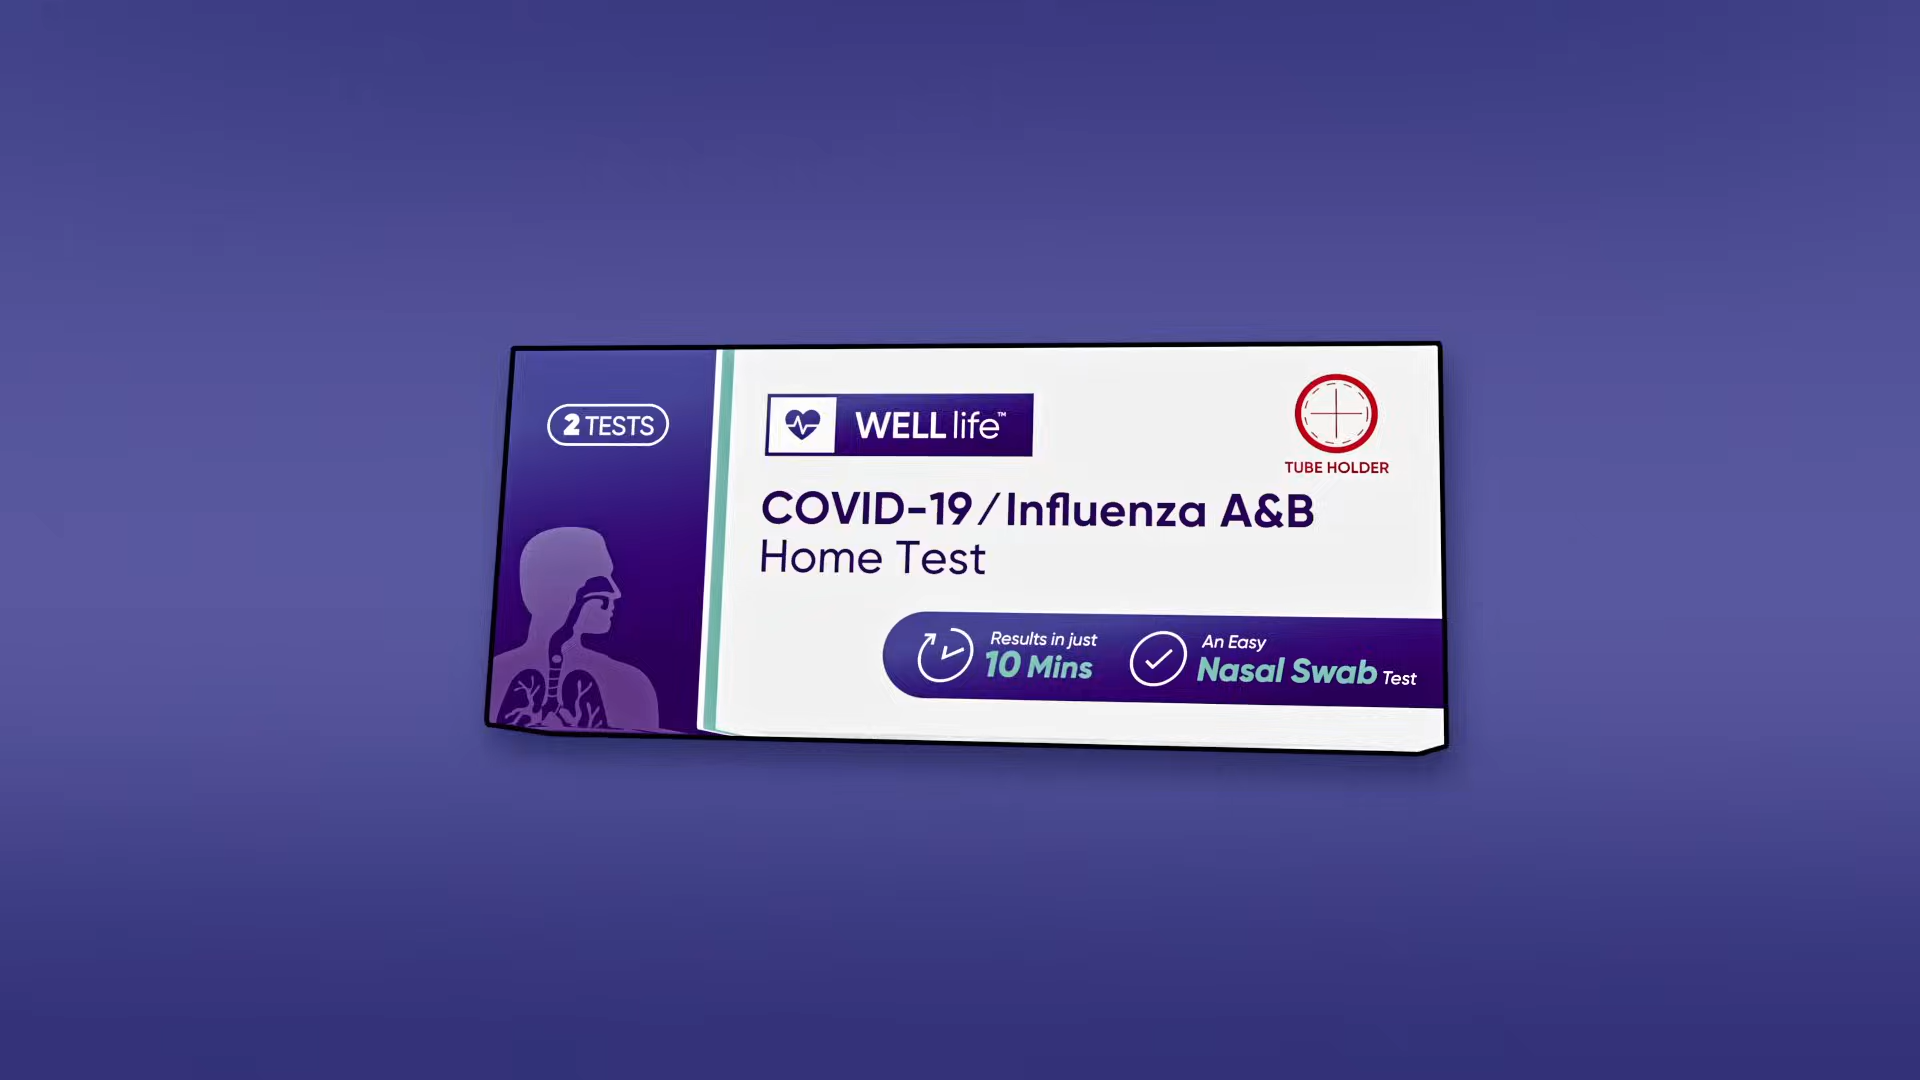 2 TESTS
WELL life™
TUBE HOLDER
COVID-19/Influenza A&B
Home Test
Results in just
10 Mins
An Easy
Nasal Swab Test